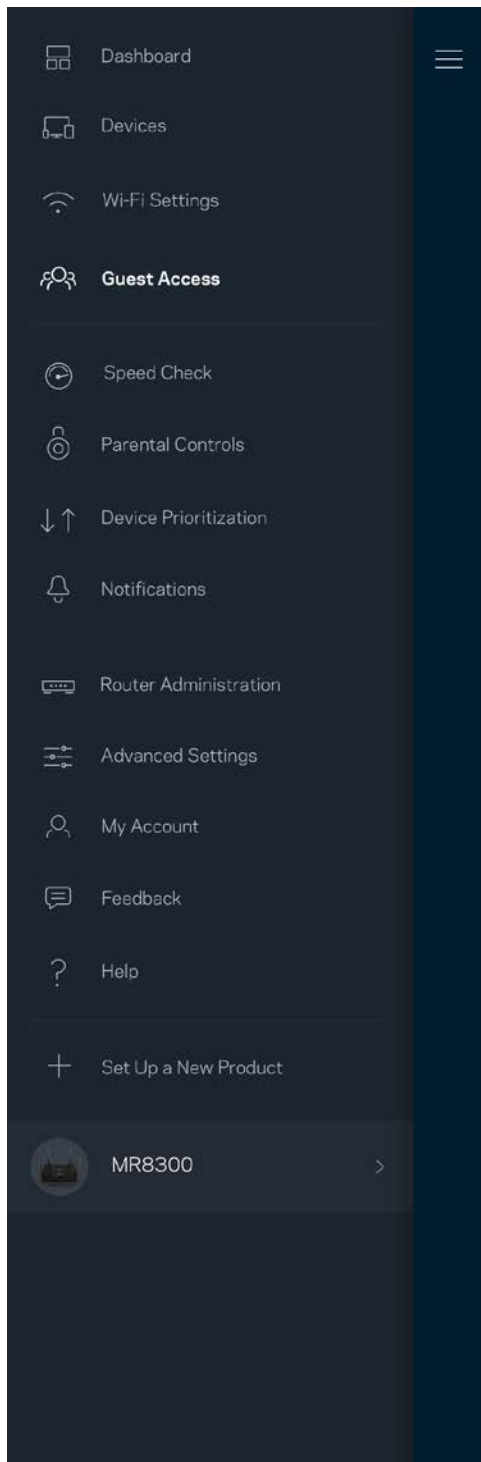 Dashboard
Devices
Wi-Fi Settings
Guest Access
Speed Check
Parental Controls
Device Prioritization
Notifications
Router Administration
Advanced Settings
My Account
Feedback
Help
Set Up a New Product
MR8300